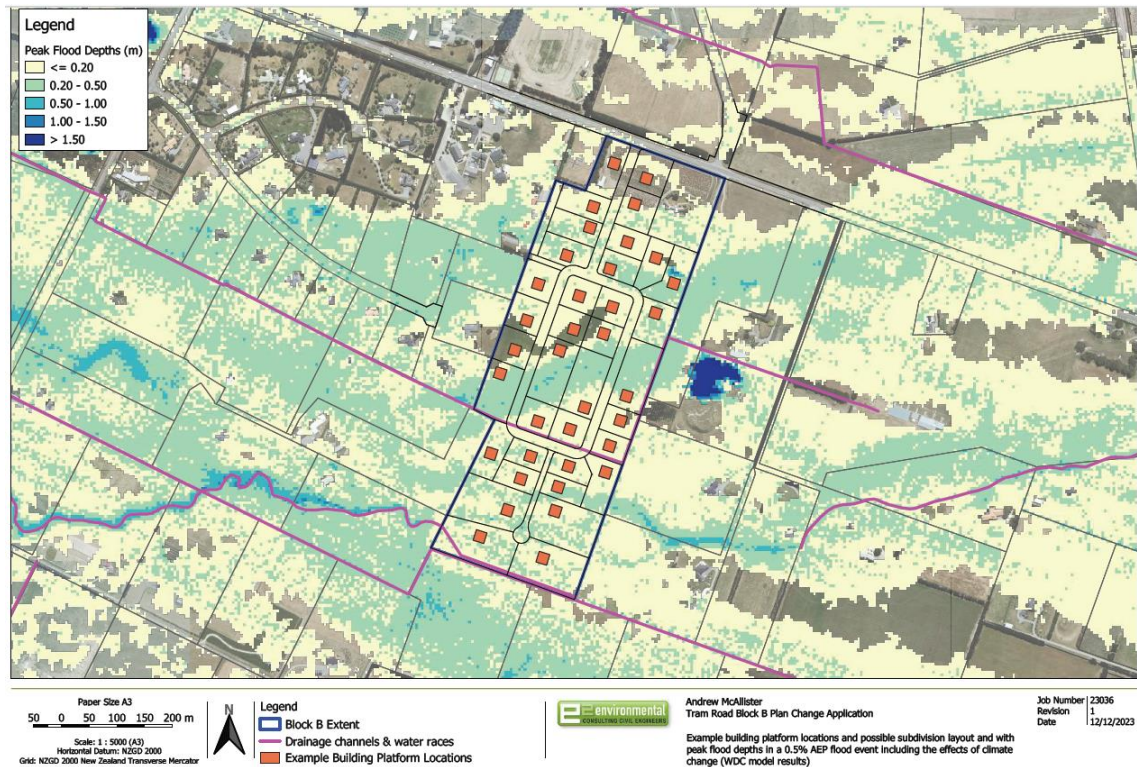 Legend
Peak Flood Depths (m)
<= 0.20
0.20 - 0.50
0.50 - 1.00
1.00 - 1.50
> 1.50
Paper Size A3
50 0 50 100 150 200 m
Scale: 1 : 5000 (A3)
Horizontal Datum: NZGD 2000
Grid: NZGD 2000 New Zealand Transverse Mercator
N
Legend
Block B Extent
Drainage channels & water races
Example Building Platform Locations
e2 environmental
CONSULTING CIVIL ENGINEERS
Andrew McAllister
Tram Road Block B Plan Change Application
Example building platform locations and possible subdivision layout and with
peak flood depths in a 0.5% AEP flood event including the effects of climate
change (WDC model results)
Job Number 23036
Revision 1
Date 12/12/2023